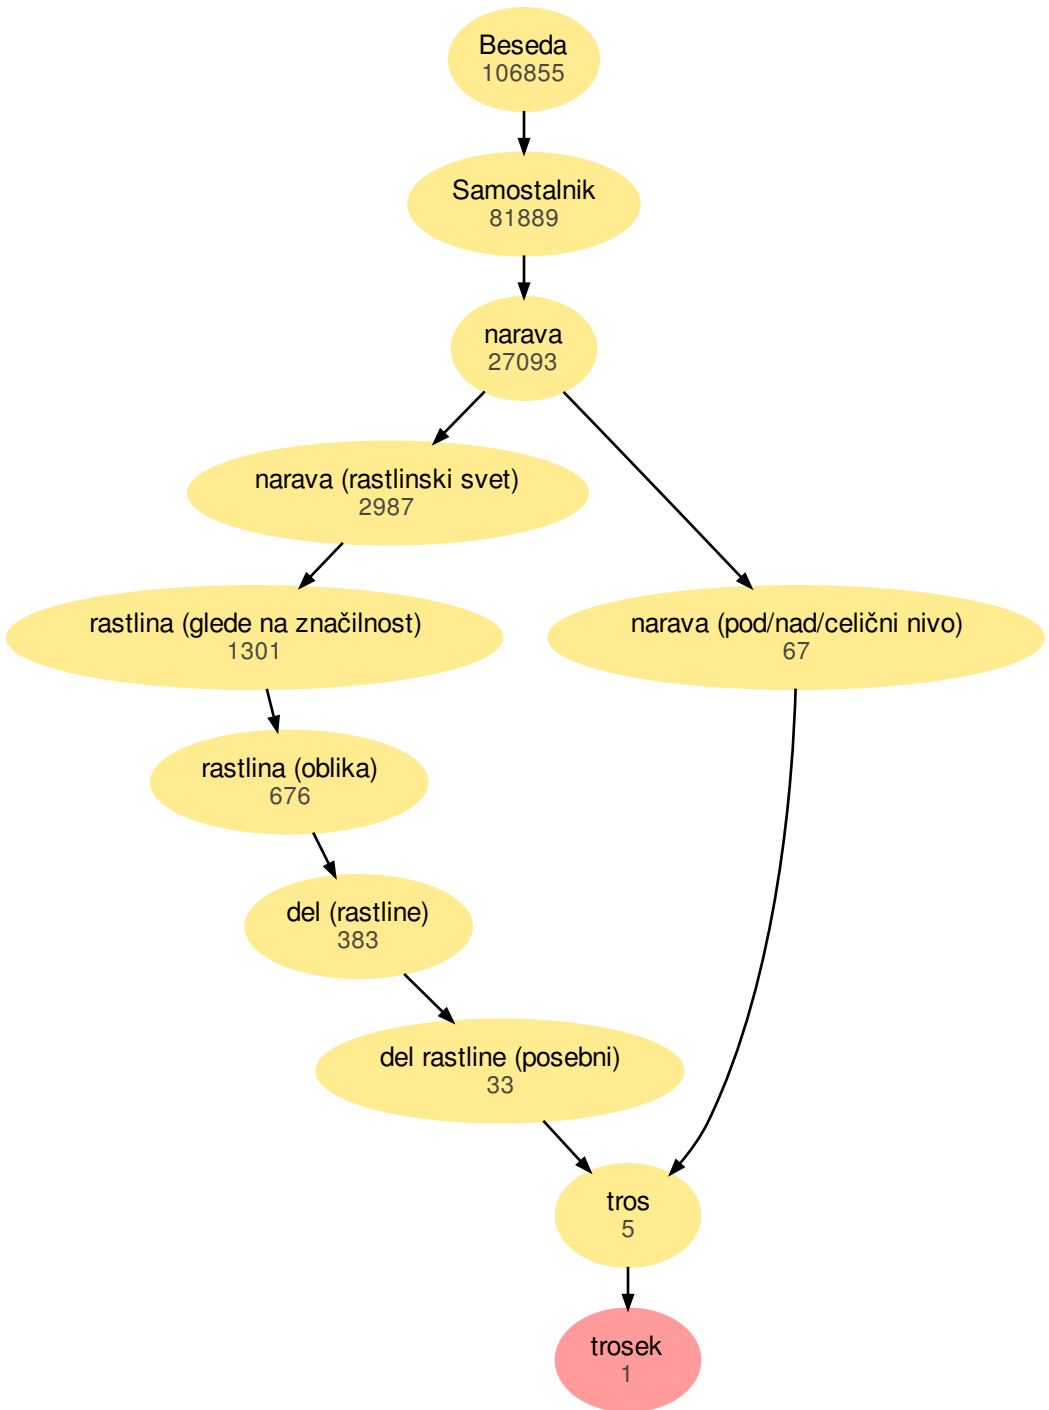 Beseda
106855
Samostalnik
81889
narava
27093
narava (rastlinski svet)
2987
rastlina (glede na značilnost)
1301
narava (pod/nad/celični nivo)
67
rastlina (oblika)
676
del (rastline)
383
del rastline (posebni)
33
tros
5
trosek
1